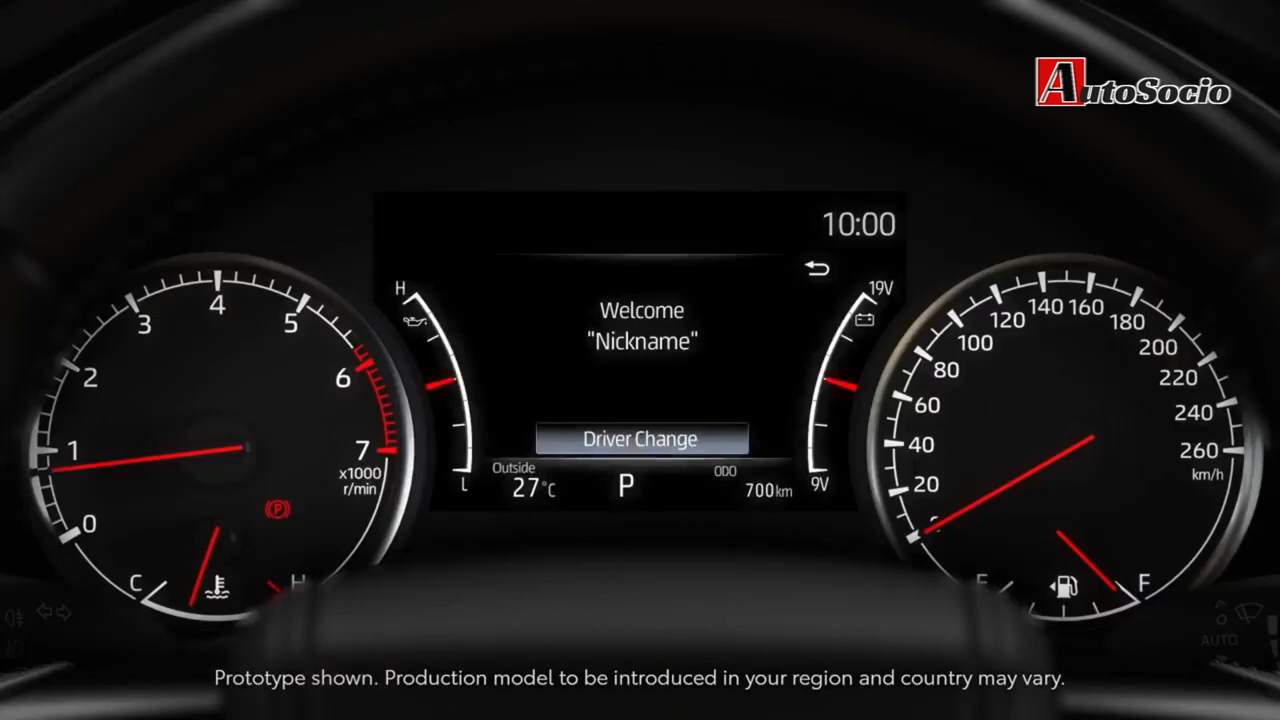 AutoSocio
10:00
Welcome
"Nickname"
Driver Change
Outside
27°C
P
ODO
700km
H
L
19V
9V
0
1
2
3
4
5
6
7
x1000
r/min
C
H
20
40
60
80
100
120
140
160
180
200
220
240
260
km/h
F
AUTO
Prototype shown. Production model to be introduced in your region and country may vary.